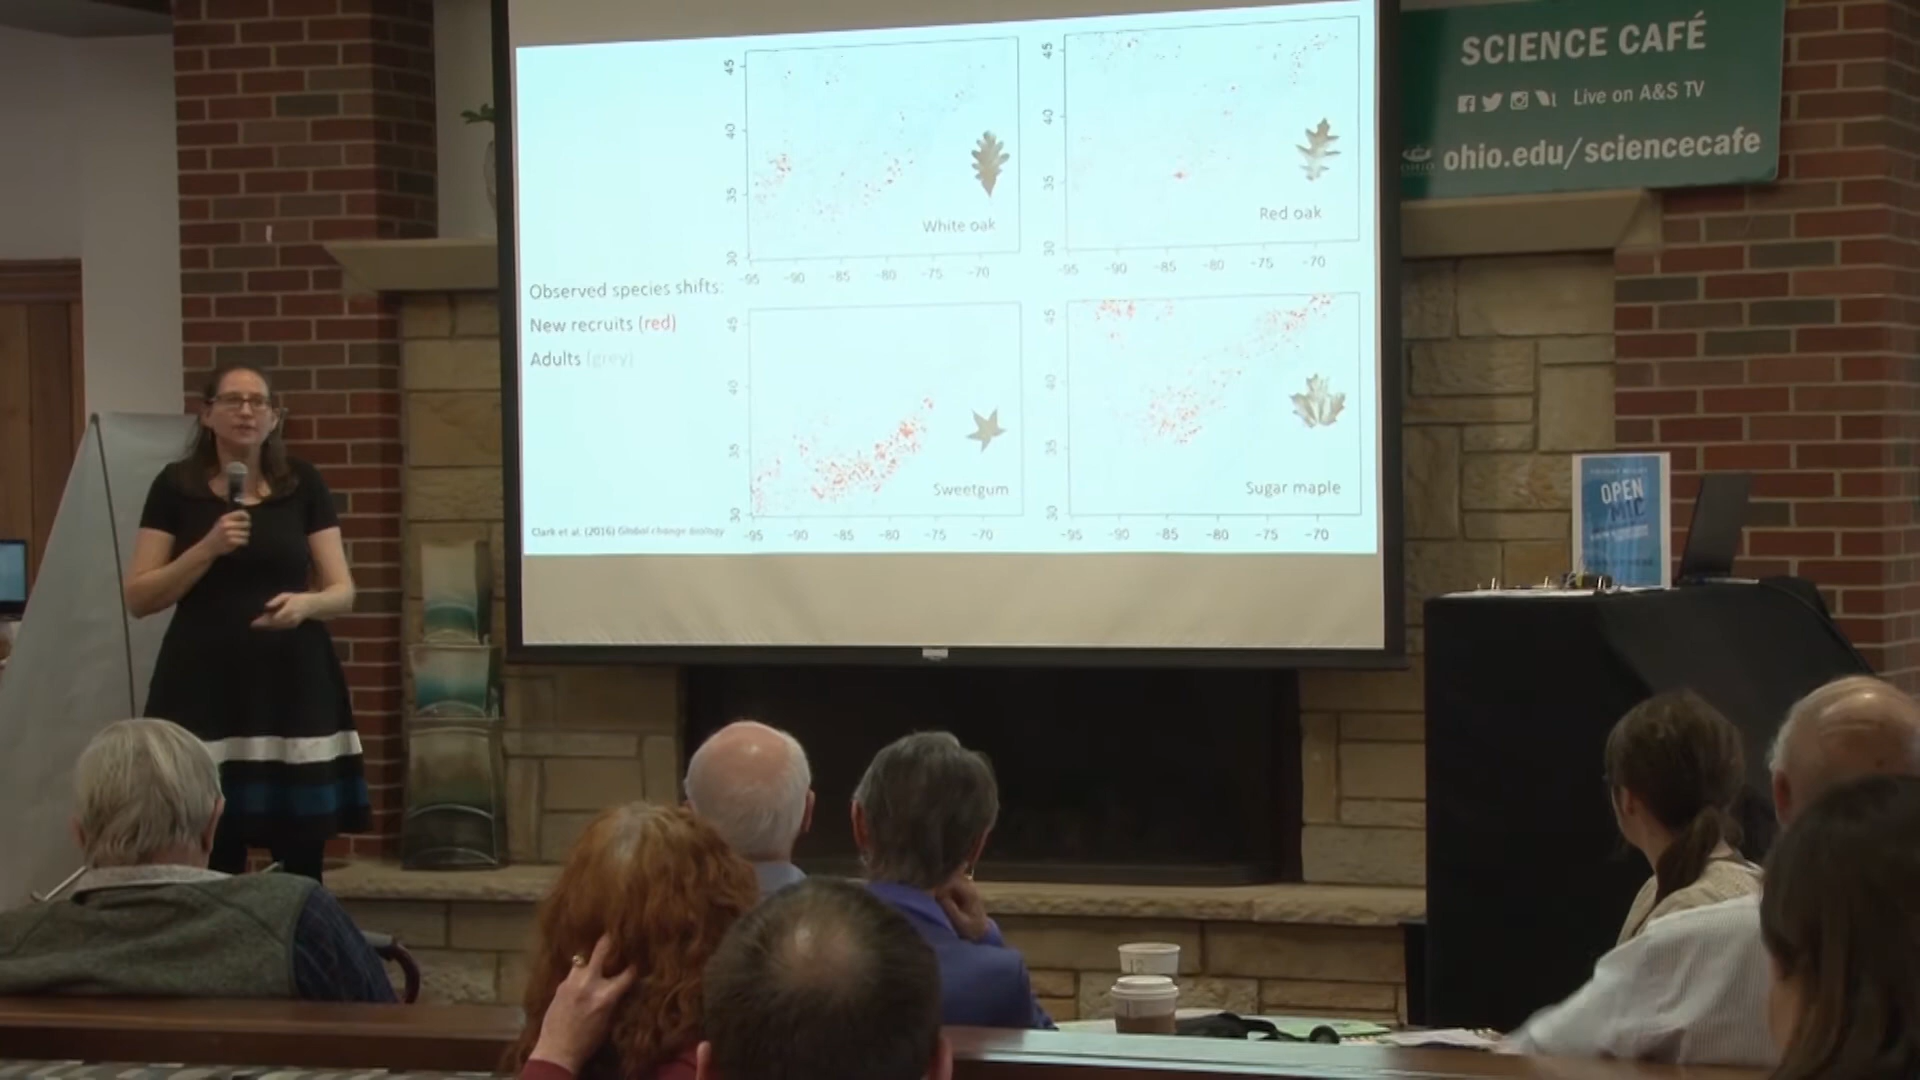 SCIENCE CAFÉ
Live on A&S TV
ohio.edu/sciencecafe
45
40
35
30
-95 -90 -85 -80 -75 -70
White oak
45
40
35
30
-95 -90 -85 -80 -75 -70
Red oak
Observed species shifts:
New recruits (red)
Adults (grey)
45
40
35
30
-95 -90 -85 -80 -75 -70
Sweetgum
45
40
35
30
-95 -90 -85 -80 -75 -70
Sugar maple
Clark et al. (2016) Global change biology
OPEN
MIC
12